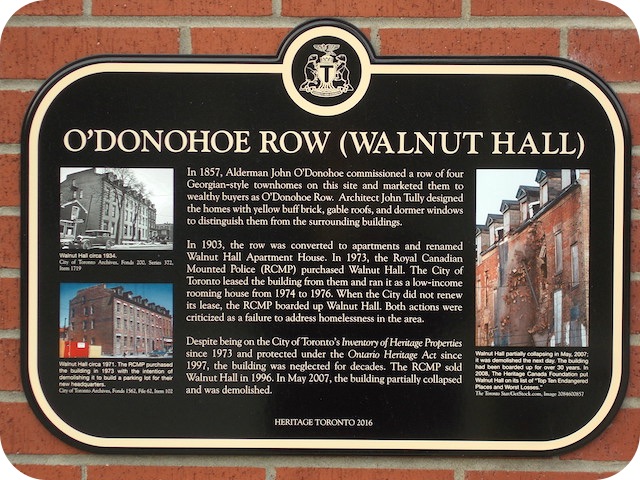 T
O'DONOHOE ROW (WALNUT HALL)
In 1857, Alderman John O'Donohoe commissioned a row of four
Georgian-style townhomes on this site and marketed them to
wealthy buyers as O'Donohoe Row. Architect John Tully designed
the homes with yellow buff brick, gable roofs, and dormer windows
to distinguish them from the surrounding buildings.
In 1903, the row was converted to apartments and renamed
Walnut Hall Apartment House. In 1973, the Royal Canadian
Mounted Police (RCMP) purchased Walnut Hall. The City of
Toronto leased the building from them and ran it as a low-income
rooming house from 1974 to 1976. When the City did not renew
its lease, the RCMP boarded up Walnut Hall. Both actions were
criticized as a failure to address homelessness in the area.
Despite being on the City of Toronto's Inventory of Heritage Properties
since 1973 and protected under the Ontario Heritage Act since
1997, the building was neglected for decades. The RCMP sold
Walnut Hall in 1996. In May 2007, the building partially collapsed
and was demolished.
Walnut Hall circa 1934.
City of Toronto Archives, Fonds 200, Series 372,
Item 1719
Walnut Hall circa 1971. The RCMP purchased
the building in 1973 with the intention of
demolishing it to build a parking lot for their
new headquarters.
City of Toronto Archives, Fonds 1562, File 62, Item 102
Walnut Hall partially collapsing in May, 2007;
it was demolished the next day. The building
had been boarded up for over 30 years. In
2008, The Heritage Canada Foundation put
Walnut Hall on its list of "Top Ten Endangered
Places and Worst Losses."
The Toronto Star/GetStock.com, Image 2084600857
HERITAGE TORONTO 2016